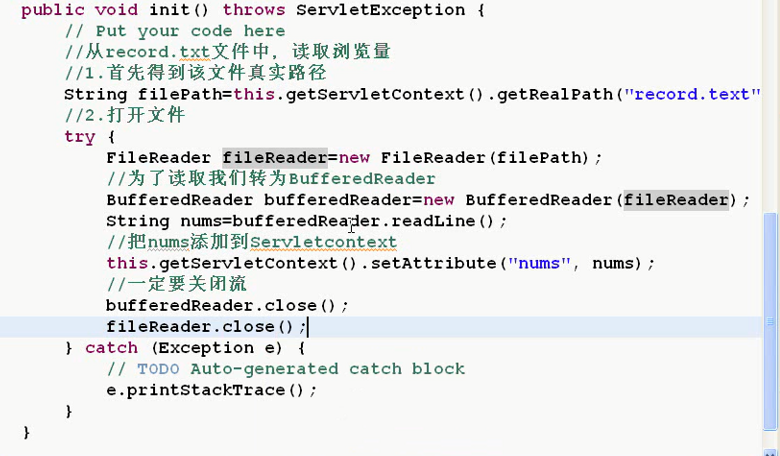 public void init() throws ServletException {
// Put your code here
//从record.txt文件中，读取浏览量
//1.首先得到该文件真实路径
String filePath=this.getServletContext().getRealPath("record.text"
//2.打开文件
try {
FileReader fileReader=new FileReader(filePath);
//为了读取我们转为BufferedReader
BufferedReader bufferedReader=new BufferedReader(fileReader);
String nums=bufferedReader.readLine();
//把nums添加到Servletcontext
this.getServletContext().setAttribute("nums", nums);
//一定要关闭流
bufferedReader.close();
fileReader.close();
} catch (Exception e) {
// TODO Auto-generated catch block
e.printStackTrace();
}
}